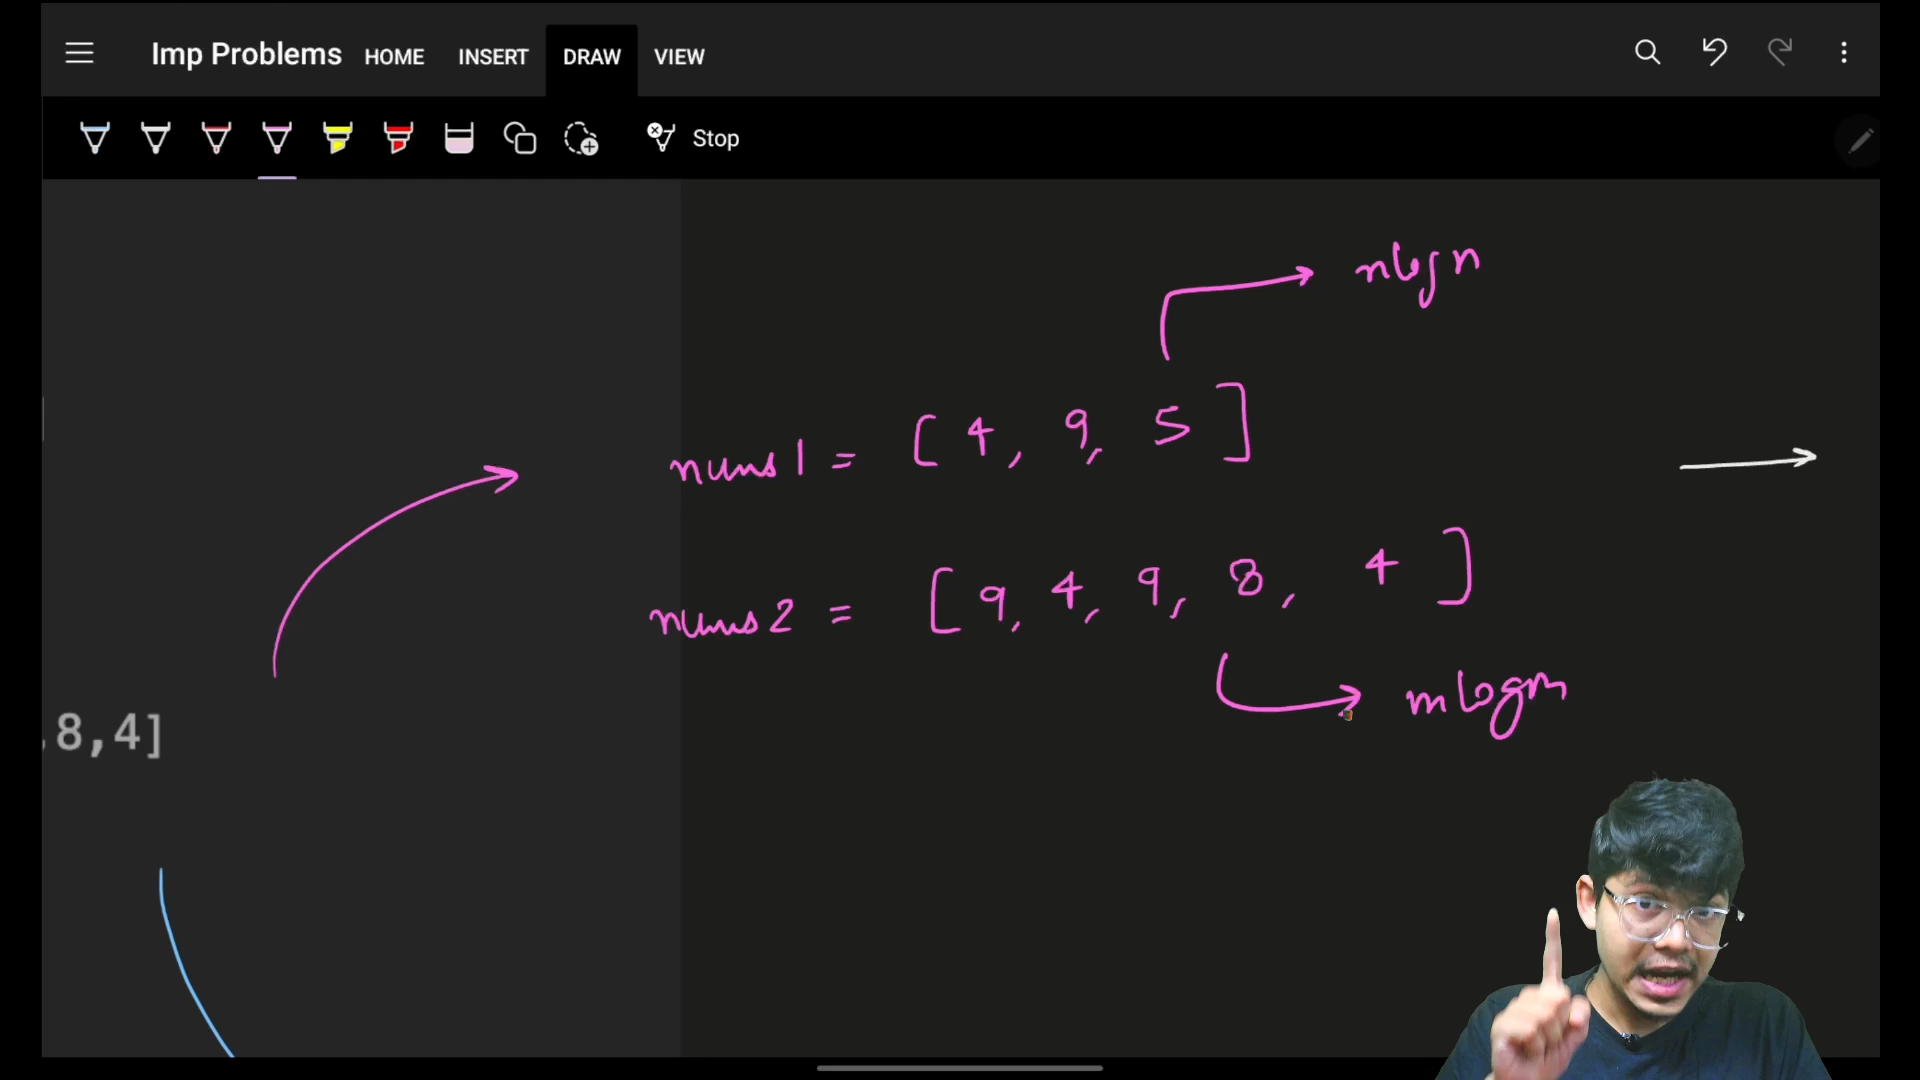 Imp Problems HOME INSERT DRAW VIEW
Stop
nlogn
nums1 = [4, 9, 5]
nums2 = [9, 4, 9, 8, 4]
mlogm
,8,4]